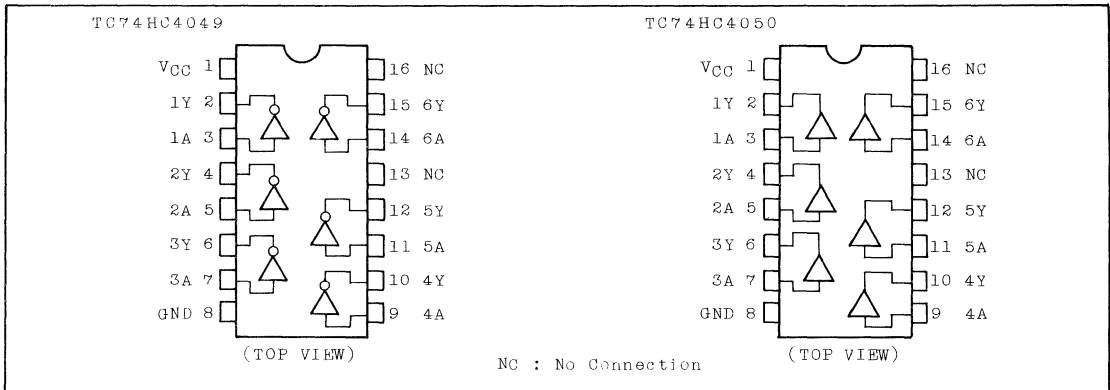 TC74HC4049
VCC 1
1Y 2
1A 3
2Y 4
2A 5
3Y 6
3A 7
GND 8
16 NC
15 6Y
14 6A
13 NC
12 5Y
11 5A
10 4Y
9 4A
(TOP VIEW)
TC74HC4050
VCC 1
1Y 2
1A 3
2Y 4
2A 5
3Y 6
3A 7
GND 8
16 NC
15 6Y
14 6A
13 NC
12 5Y
11 5A
10 4Y
9 4A
(TOP VIEW)
NC : No Connection